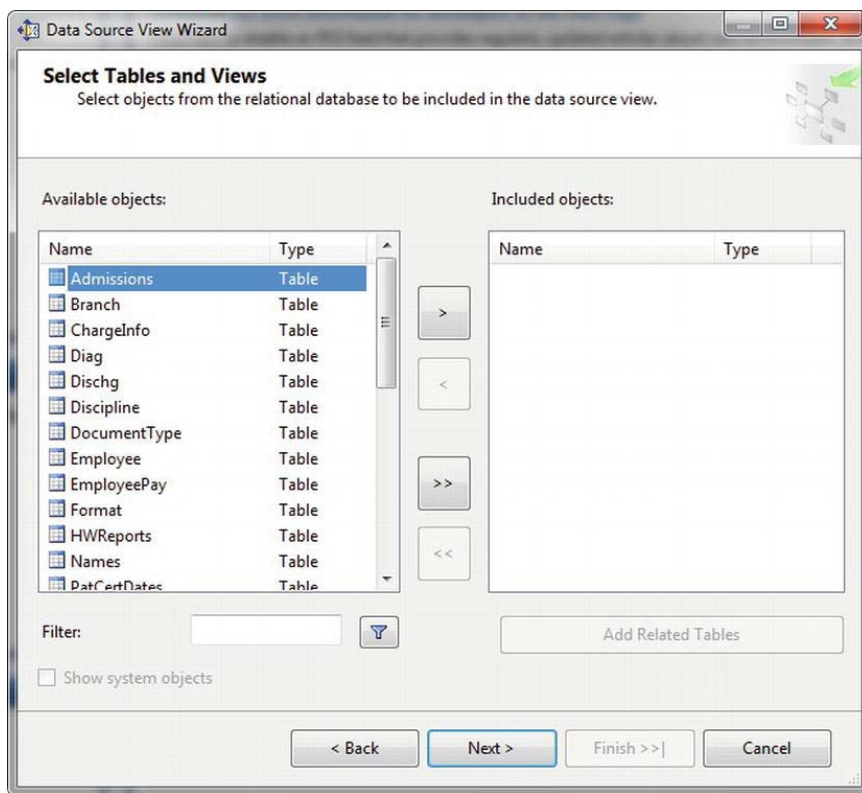 Data Source View Wizard
Select Tables and Views
Select objects from the relational database to be included in the data source view.
Available objects:
Included objects:
Name Type
Name Type
Admissions Table
Branch Table
ChargeInfo Table
Diag Table
Dischg Table
Discipline Table
DocumentType Table
Employee Table
EmployeePay Table
Format Table
HWReports Table
Names Table
PatCertDates Table
>
<
>>
<<
Filter:
Add Related Tables
Show system objects
< Back
Next >
Finish >>|
Cancel